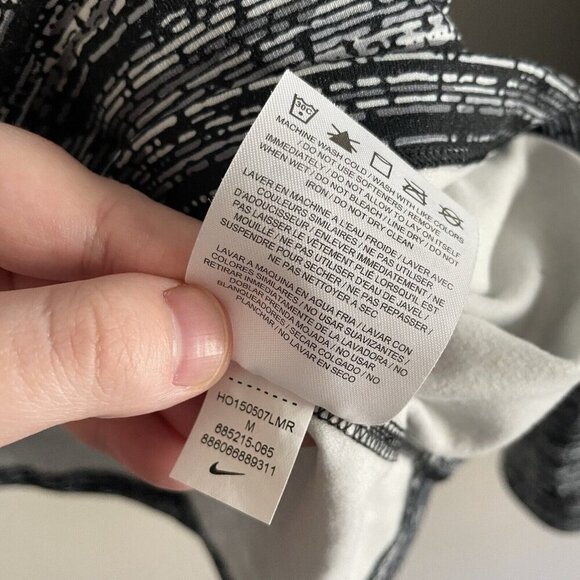 30C
MACHINE WASH COLD / WASH WITH LIKE COLORS
/ DO NOT USE SOFTENERS / REMOVE
IMMEDIATELY / DO NOT ALLOW TO LAY ON ITSELF
WHEN WET / DO NOT BLEACH / LINE DRY / DO NOT
IRON / DO NOT DRY CLEAN
LAVER EN MACHINE A L'EAU FROIDE / LAVER AVEC
COULEURS SIMILAIRES / NE PAS UTILISER
D'ADOUCISSEUR / ENLEVER IMMÉDIATEMENT / NE
PAS LAISSER LE VÊTEMENT PLIÉ LORSQU'IL EST
MOUILLÉ / NE PAS UTILISER D'EAU DE JAVEL /
SUSPENDRE POUR SÉCHER / NE PAS REPASSER /
NE PAS NETTOYER A SEC
LAVAR A MAQUINA EN AGUA FRIA / LAVAR CON
COLORES SIMILARES / NO USAR SUAVIZANTES /
RETIRAR INMEDIATAMENTE DE LA LAVADORA / NO
DOBLAR PRENDA MOJADA / NO USAR
BLANQUEADORES / SECAR COLGADO / NO
PLANCHAR / NO LAVAR EN SECO
HO150507LMR
M
685215-065
886066889311